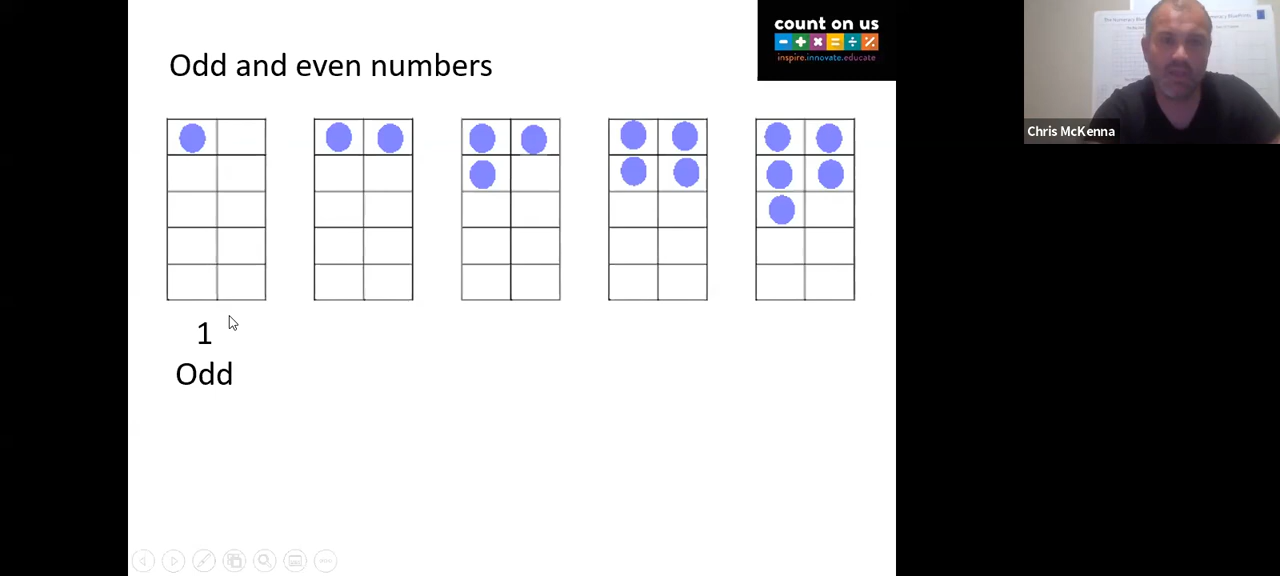 count on us
− + × = ÷ %
inspire.innovate.educate
Odd and even numbers
Chris McKenna
1
Odd